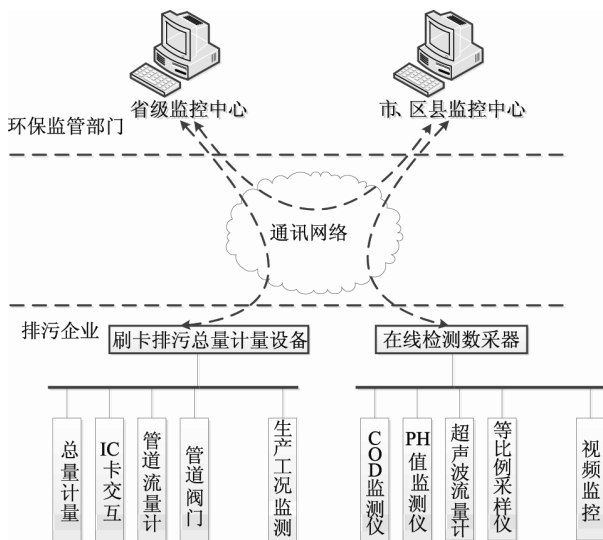 省级监控中心
市、区县监控中心
环保监管部门
通讯网络
排污企业
刷卡排污总量计量设备
在线检测数采器
总量计量
IC卡交互
管道流量计
管道阀门
生产工况监测
COD监测仪
PH值监测仪
超声波流量计
等比例采样仪
视频监控